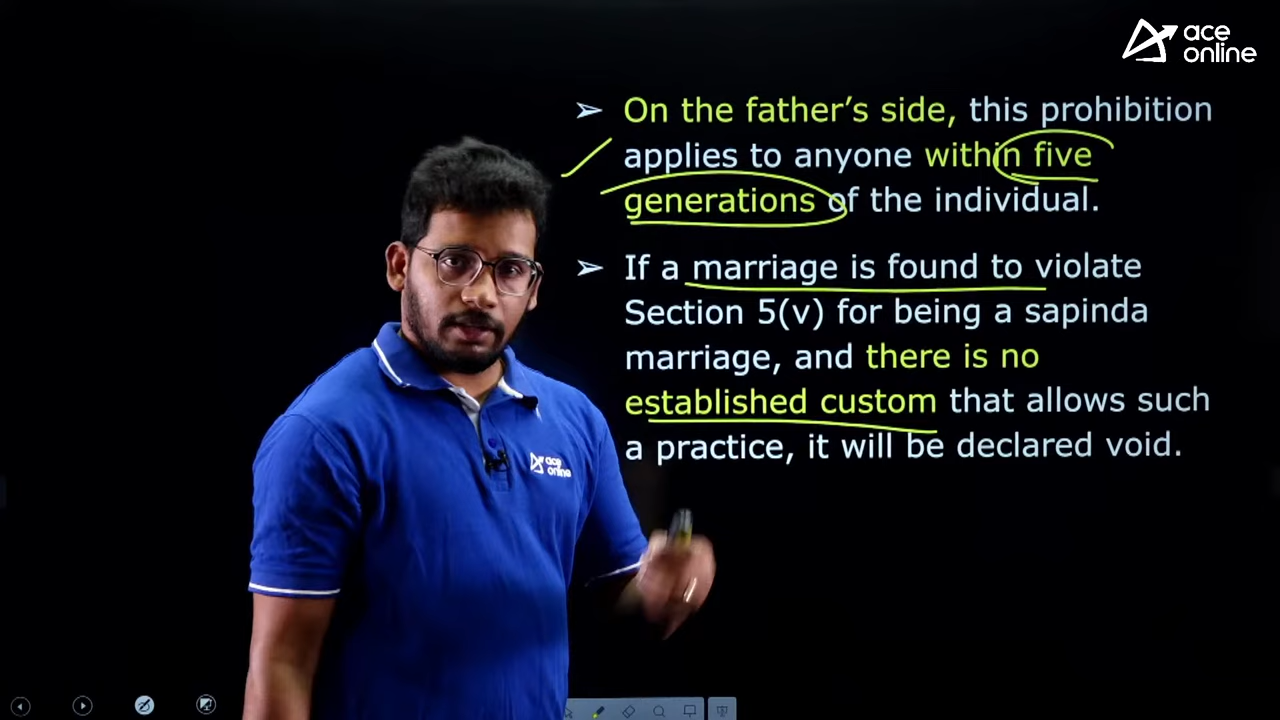 ace
online
➢ On the father’s side, this prohibition
applies to anyone within five
generations of the individual.
➢ If a marriage is found to violate
Section 5(v) for being a sapinda
marriage, and there is no
established custom that allows such
a practice, it will be declared void.
ace
online